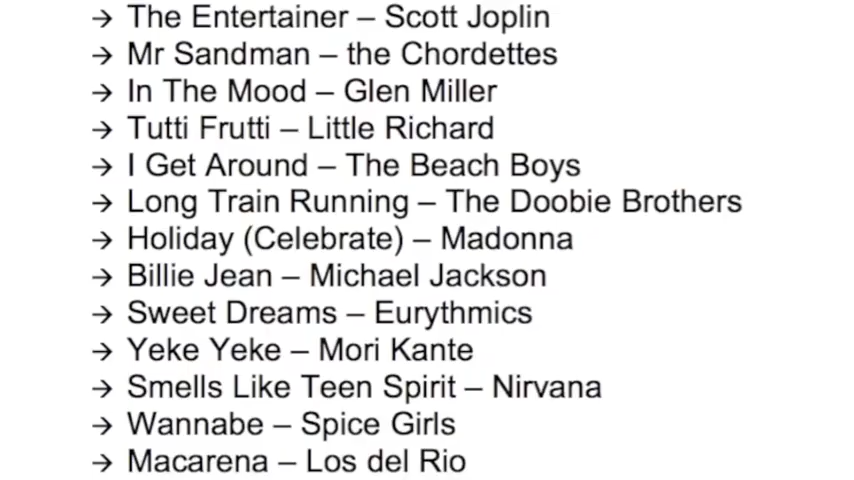 → The Entertainer – Scott Joplin
→ Mr Sandman – the Chordettes
→ In The Mood – Glen Miller
→ Tutti Frutti – Little Richard
→ I Get Around – The Beach Boys
→ Long Train Running – The Doobie Brothers
→ Holiday (Celebrate) – Madonna
→ Billie Jean – Michael Jackson
→ Sweet Dreams – Eurythmics
→ Yeke Yeke – Mori Kante
→ Smells Like Teen Spirit – Nirvana
→ Wannabe – Spice Girls
→ Macarena – Los del Rio